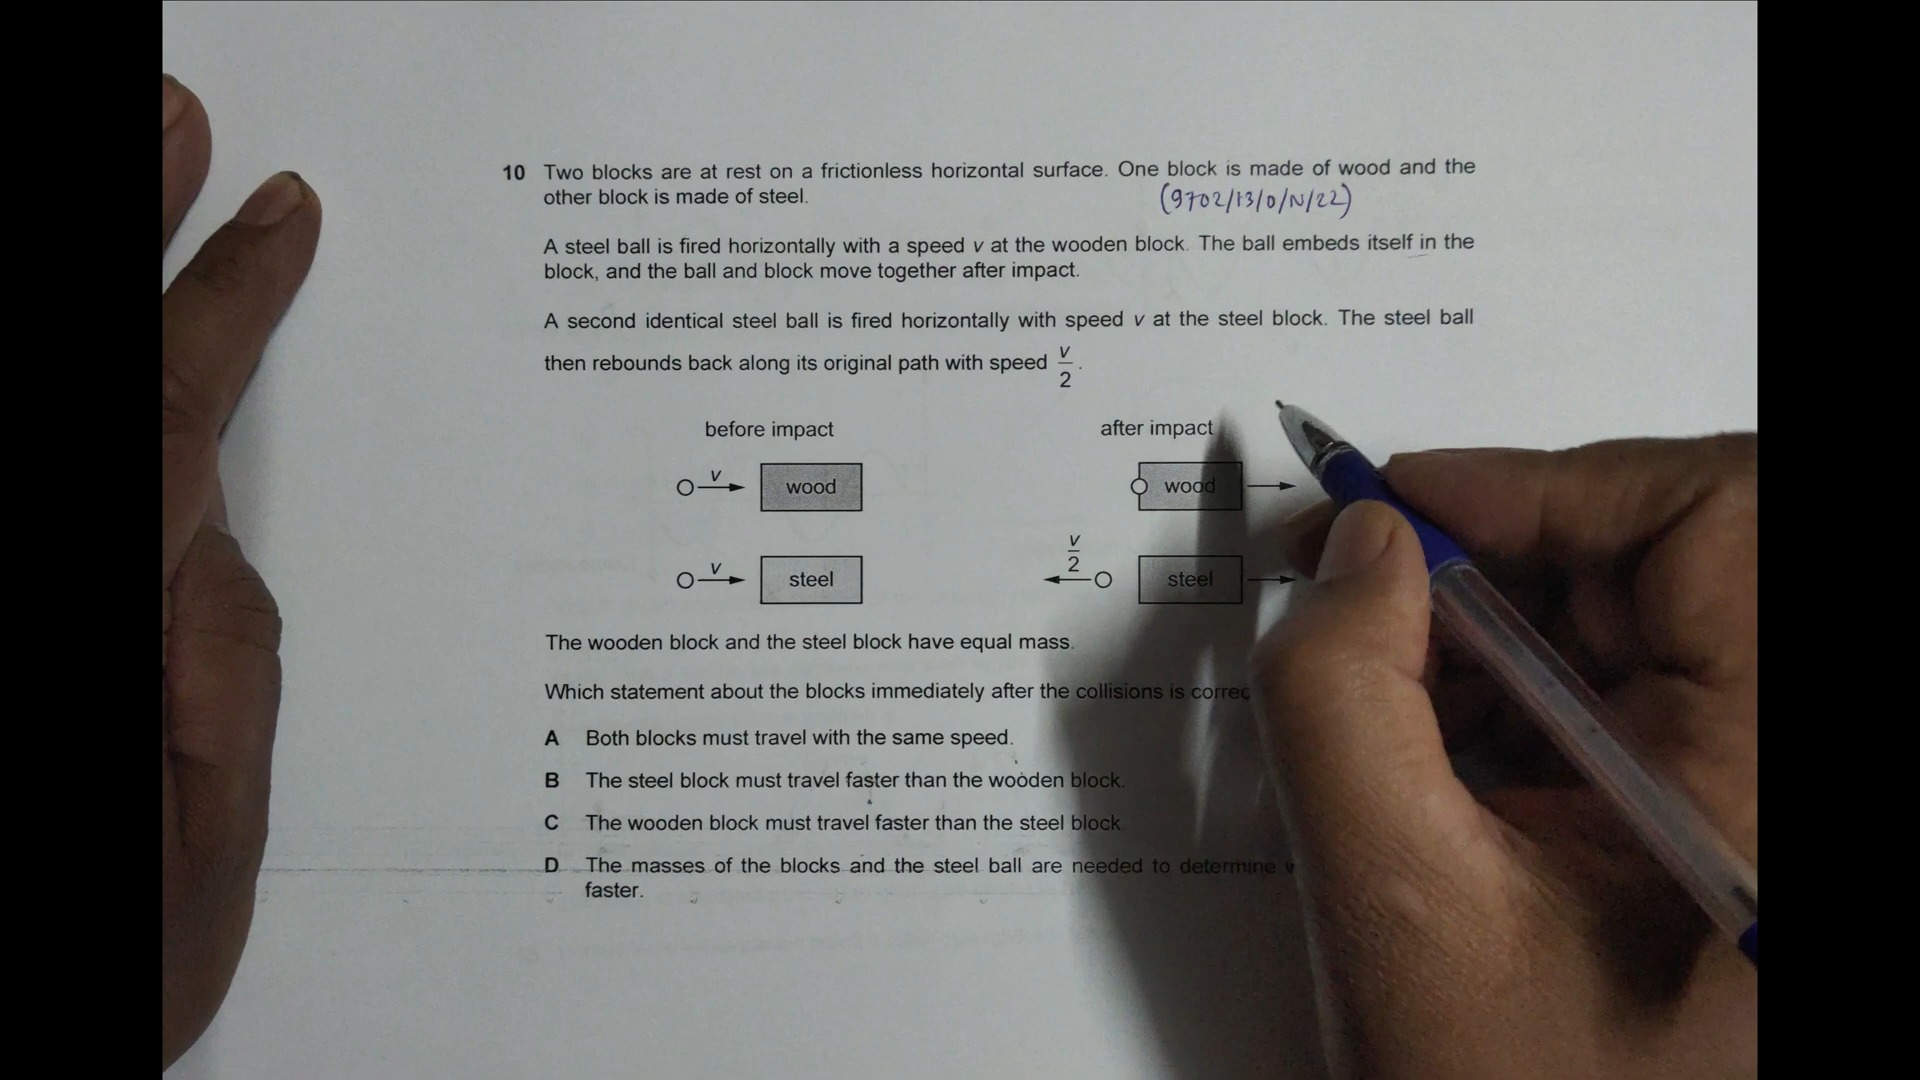 10 Two blocks are at rest on a frictionless horizontal surface. One block is made of wood and the
other block is made of steel.
(9702/13/O/N/22)
A steel ball is fired horizontally with a speed v at the wooden block. The ball embeds itself in the
block, and the ball and block move together after impact.
A second identical steel ball is fired horizontally with speed v at the steel block. The steel ball
then rebounds back along its original path with speed v/2.
before impact after impact
v wood wood
v steel v/2 steel
The wooden block and the steel block have equal mass.
Which statement about the blocks immediately after the collisions is
A Both blocks must travel with the same speed.
B The steel block must travel faster than the wooden block.
C The wooden block must travel faster than the steel block
D The masses of the blocks and the steel ball are needed to determine
faster.